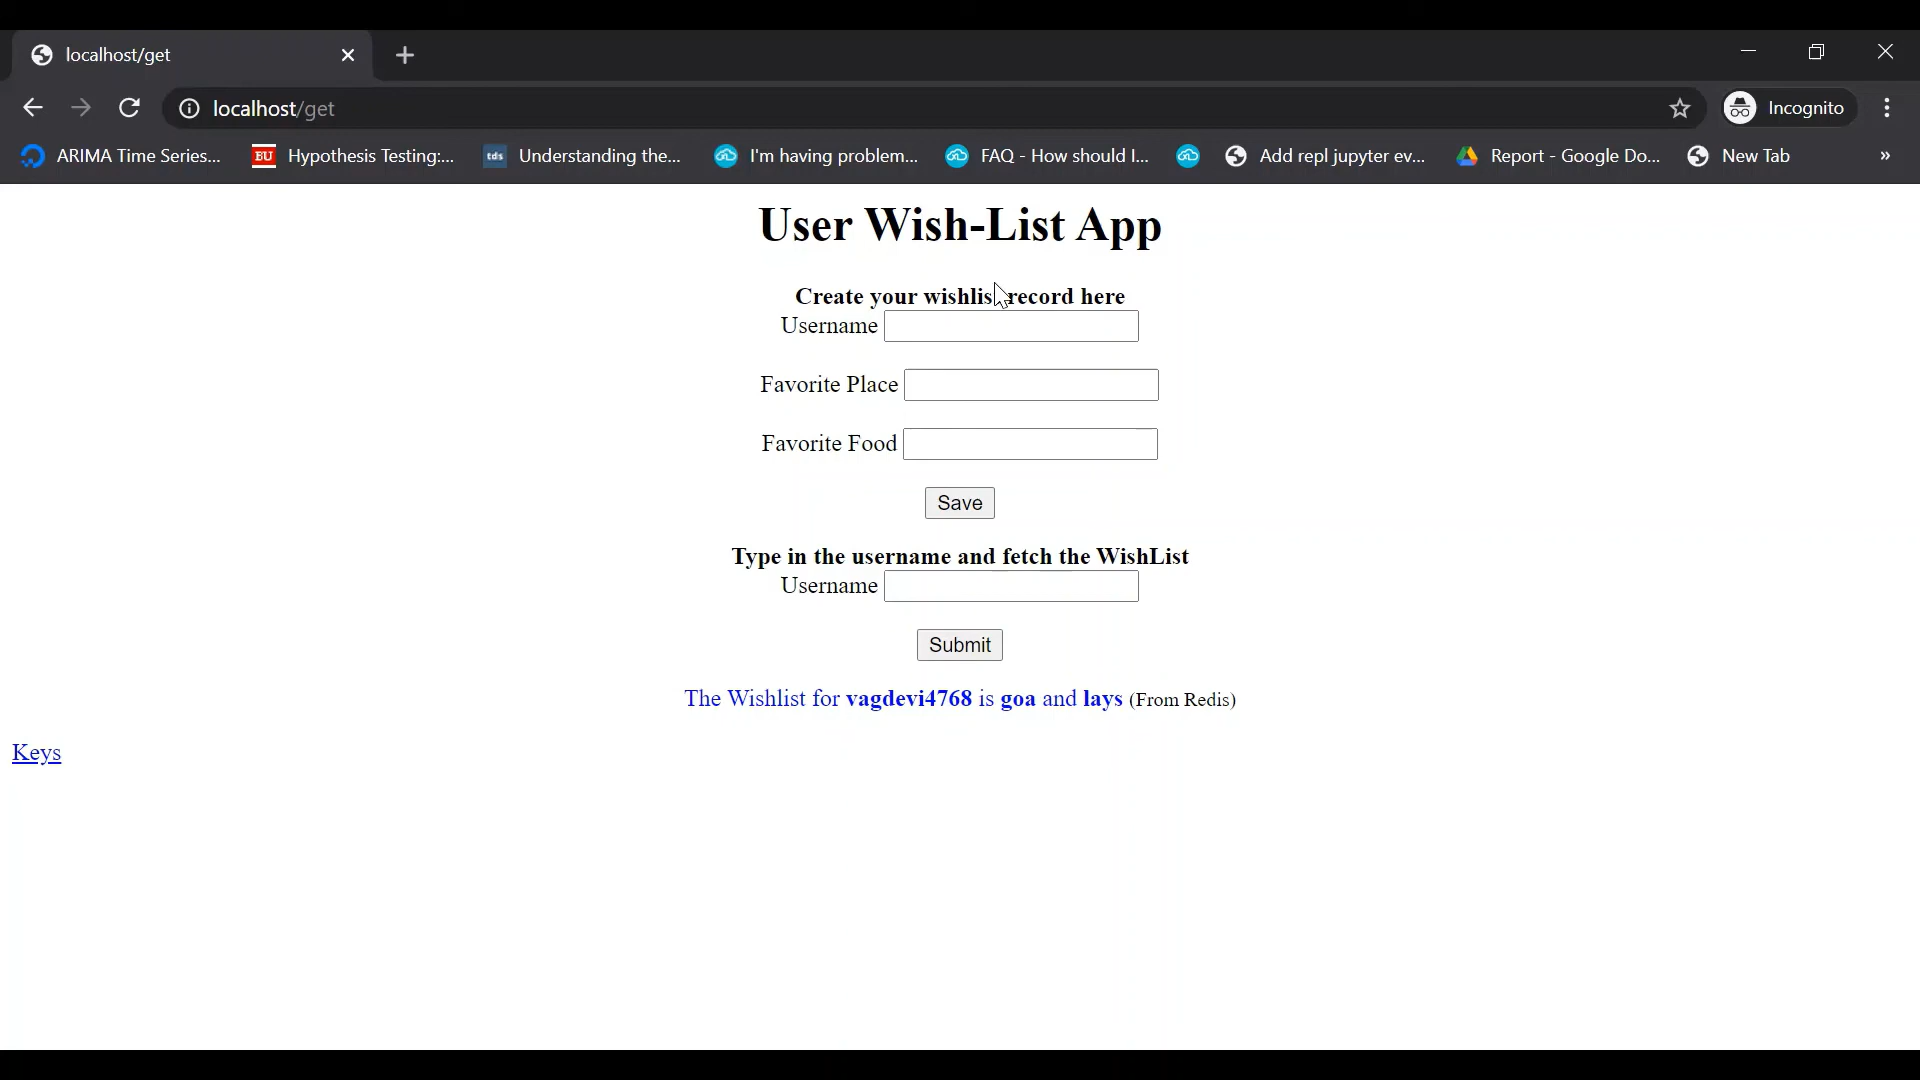 localhost/get
localhost/get
Incognito
ARIMA Time Series...
BU
Hypothesis Testing:...
tds
Understanding the...
I'm having problem...
FAQ - How should I...
Add repl jupyter ev...
Report - Google Do...
New Tab
»
User Wish-List App
Create your wishlis record here
Username
Favorite Place
Favorite Food
Save
Type in the username and fetch the WishList
Username
Submit
The Wishlist for vagdevi4768 is goa and lays (From Redis)
Keys